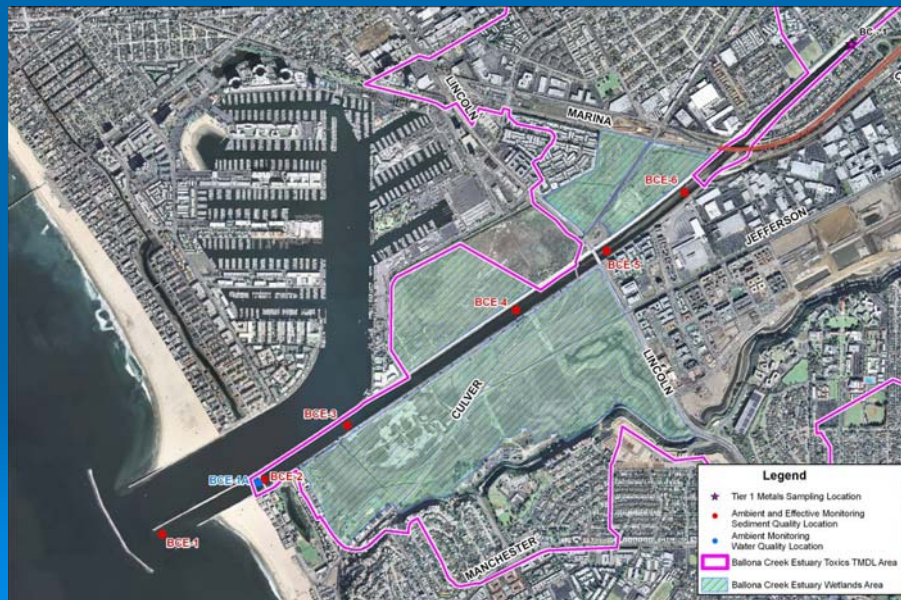 BC-1
LINCOLN
MARINA
BCE-6
JEFFERSON
BCE-5
BCE-4
LINCOLN
CULVER
BCE-3
BCE-1A
BCE-2
BCE-1
MANCHESTER
Legend
Tier 1 Metals Sampling Location
Ambient and Effective Monitoring
Sediment Quality Location
Ambient Monitoring
Water Quality Location
Ballona Creek Estuary Toxics TMDL Area
Ballona Creek Estuary Wetlands Area